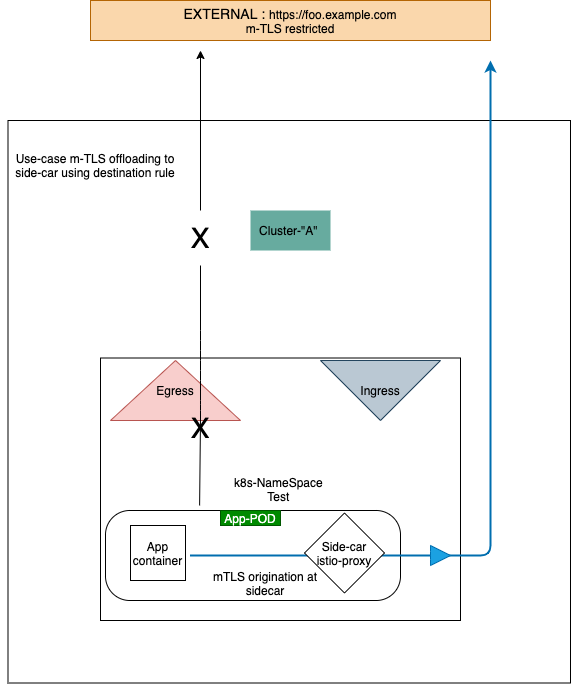 EXTERNAL : https://foo.example.com
m-TLS restricted
Use-case m-TLS offloading to
side-car using destination rule
X
Cluster-"A"
Egress
Ingress
X
k8s-NameSpace
Test
App-POD
App
container
Side-car
istio-proxy
mTLS origination at
sidecar